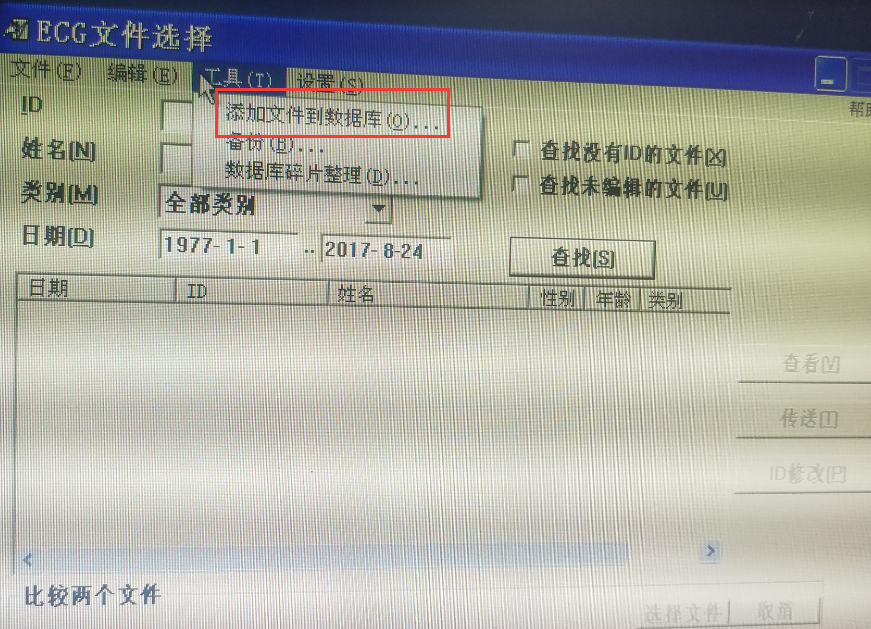 ECG文件选择
文件(F) 编辑(E) 工具(T) 设置(S)
帮助
ID
添加文件到数据库(O)...
备份(B)...
数据库碎片整理(D)...
姓名[N]
查找没有ID的文件[X]
类别[M] 全部类别
查找未编辑的文件[U]
日期[D] 1977- 1- 1 .. 2017- 8-24 查找[S]
日期 ID 姓名 性别 年龄 类别
查看[V]
传送[T]
ID修改[P]
比较两个文件
选择文件 取消